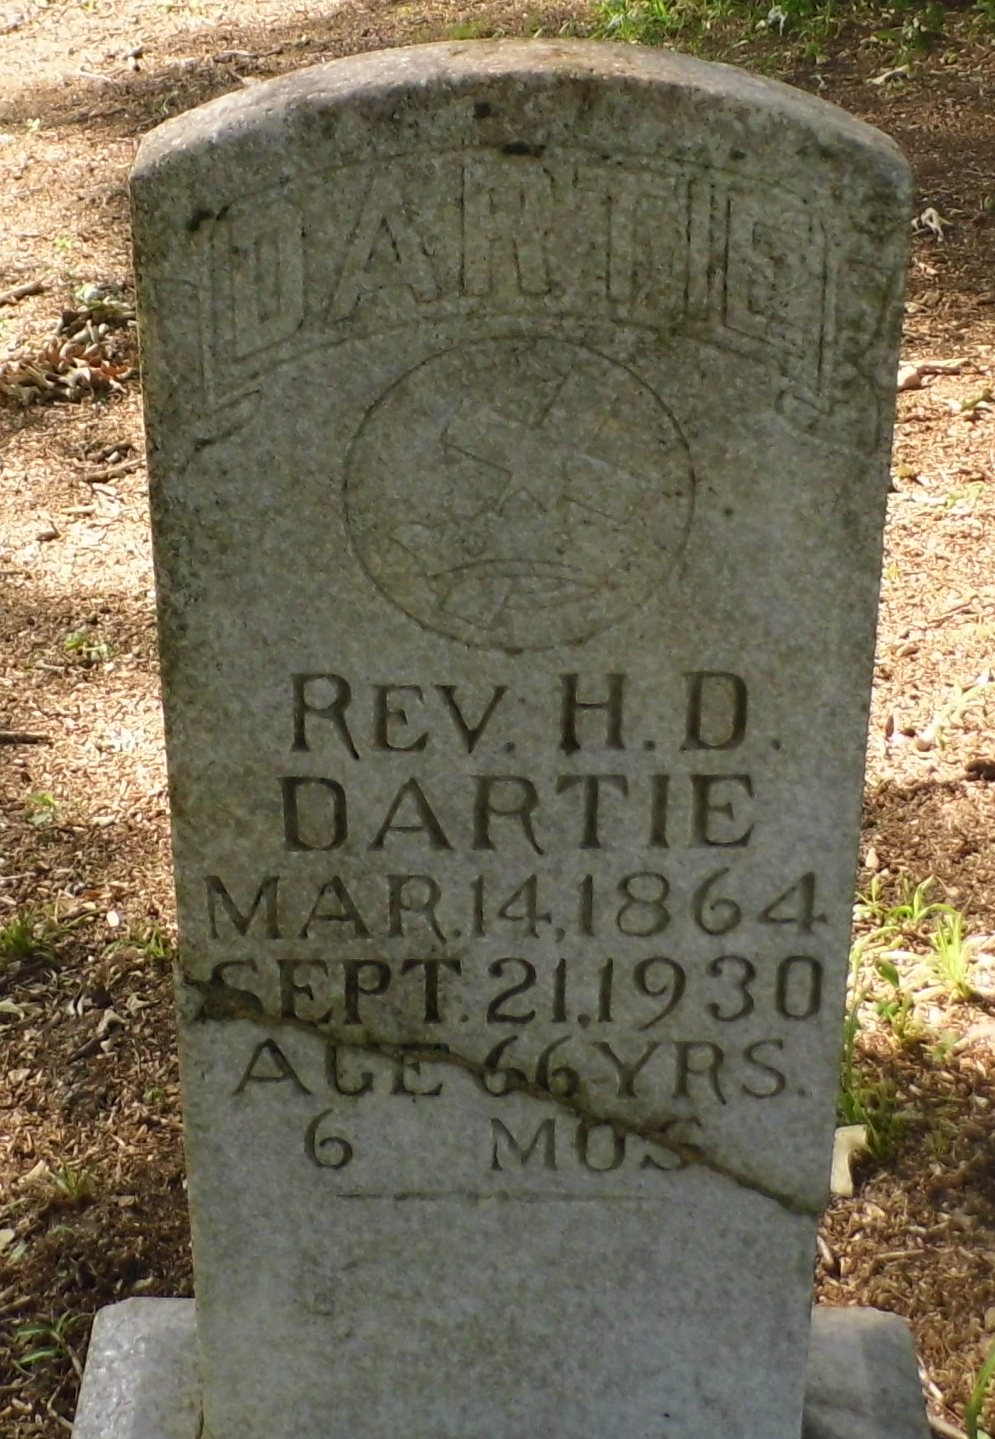 DARTIE
REV. H. D.
DARTIE
MAR. 14, 1864
SEPT. 21, 1930
AGE 66 YRS.
6 MOS